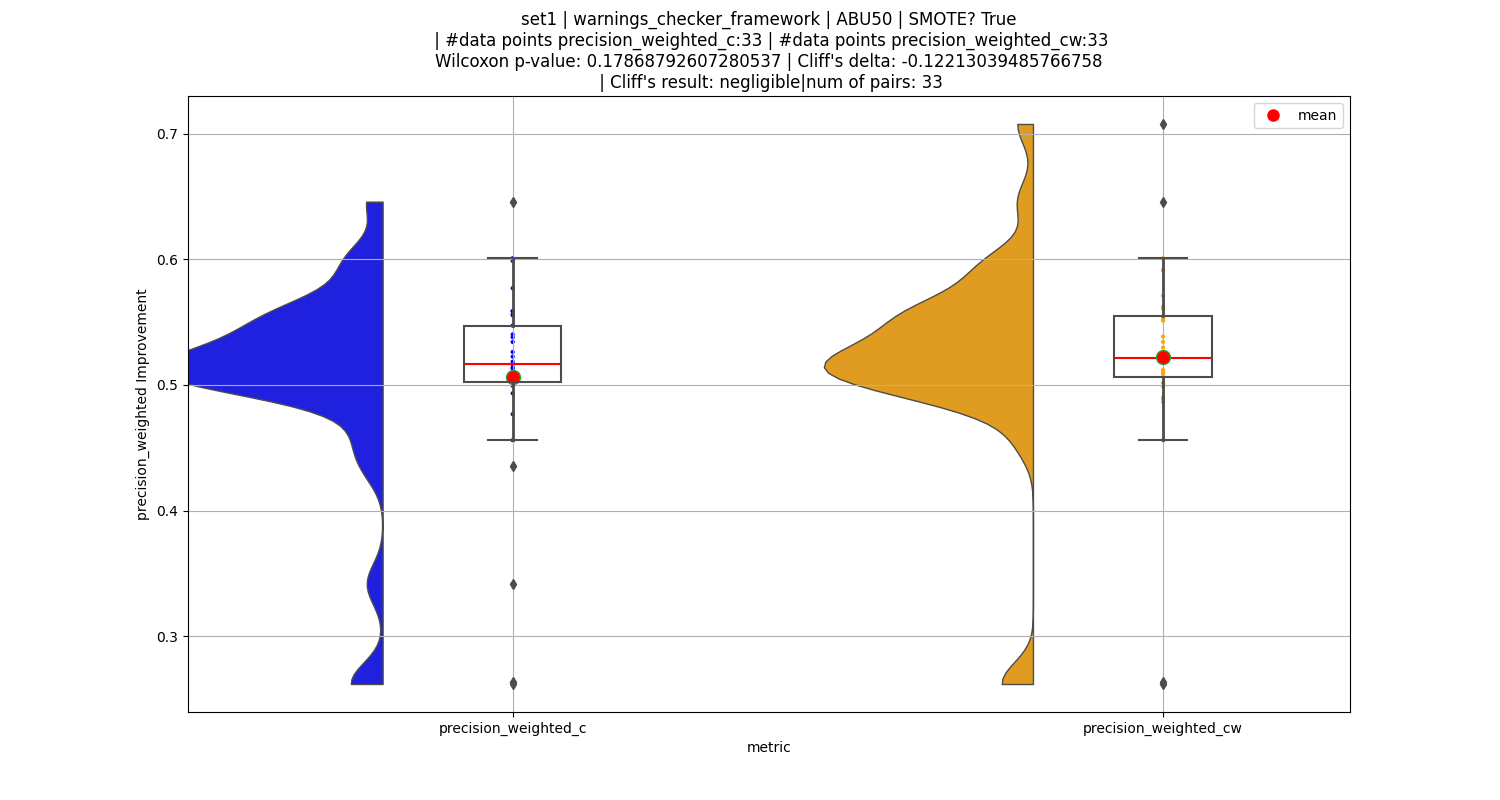 set1 | warnings_checker_framework | ABU50 | SMOTE? True
| #data points precision_weighted_c:33 | #data points precision_weighted_cw:33
Wilcoxon p-value: 0.17868792607280537 | Cliff's delta: -0.12213039485766758
| Cliff's result: negligible|num of pairs: 33
mean
0.7
0.6
0.5
0.4
0.3
precision_weighted Improvement
precision_weighted_c
precision_weighted_cw
metric